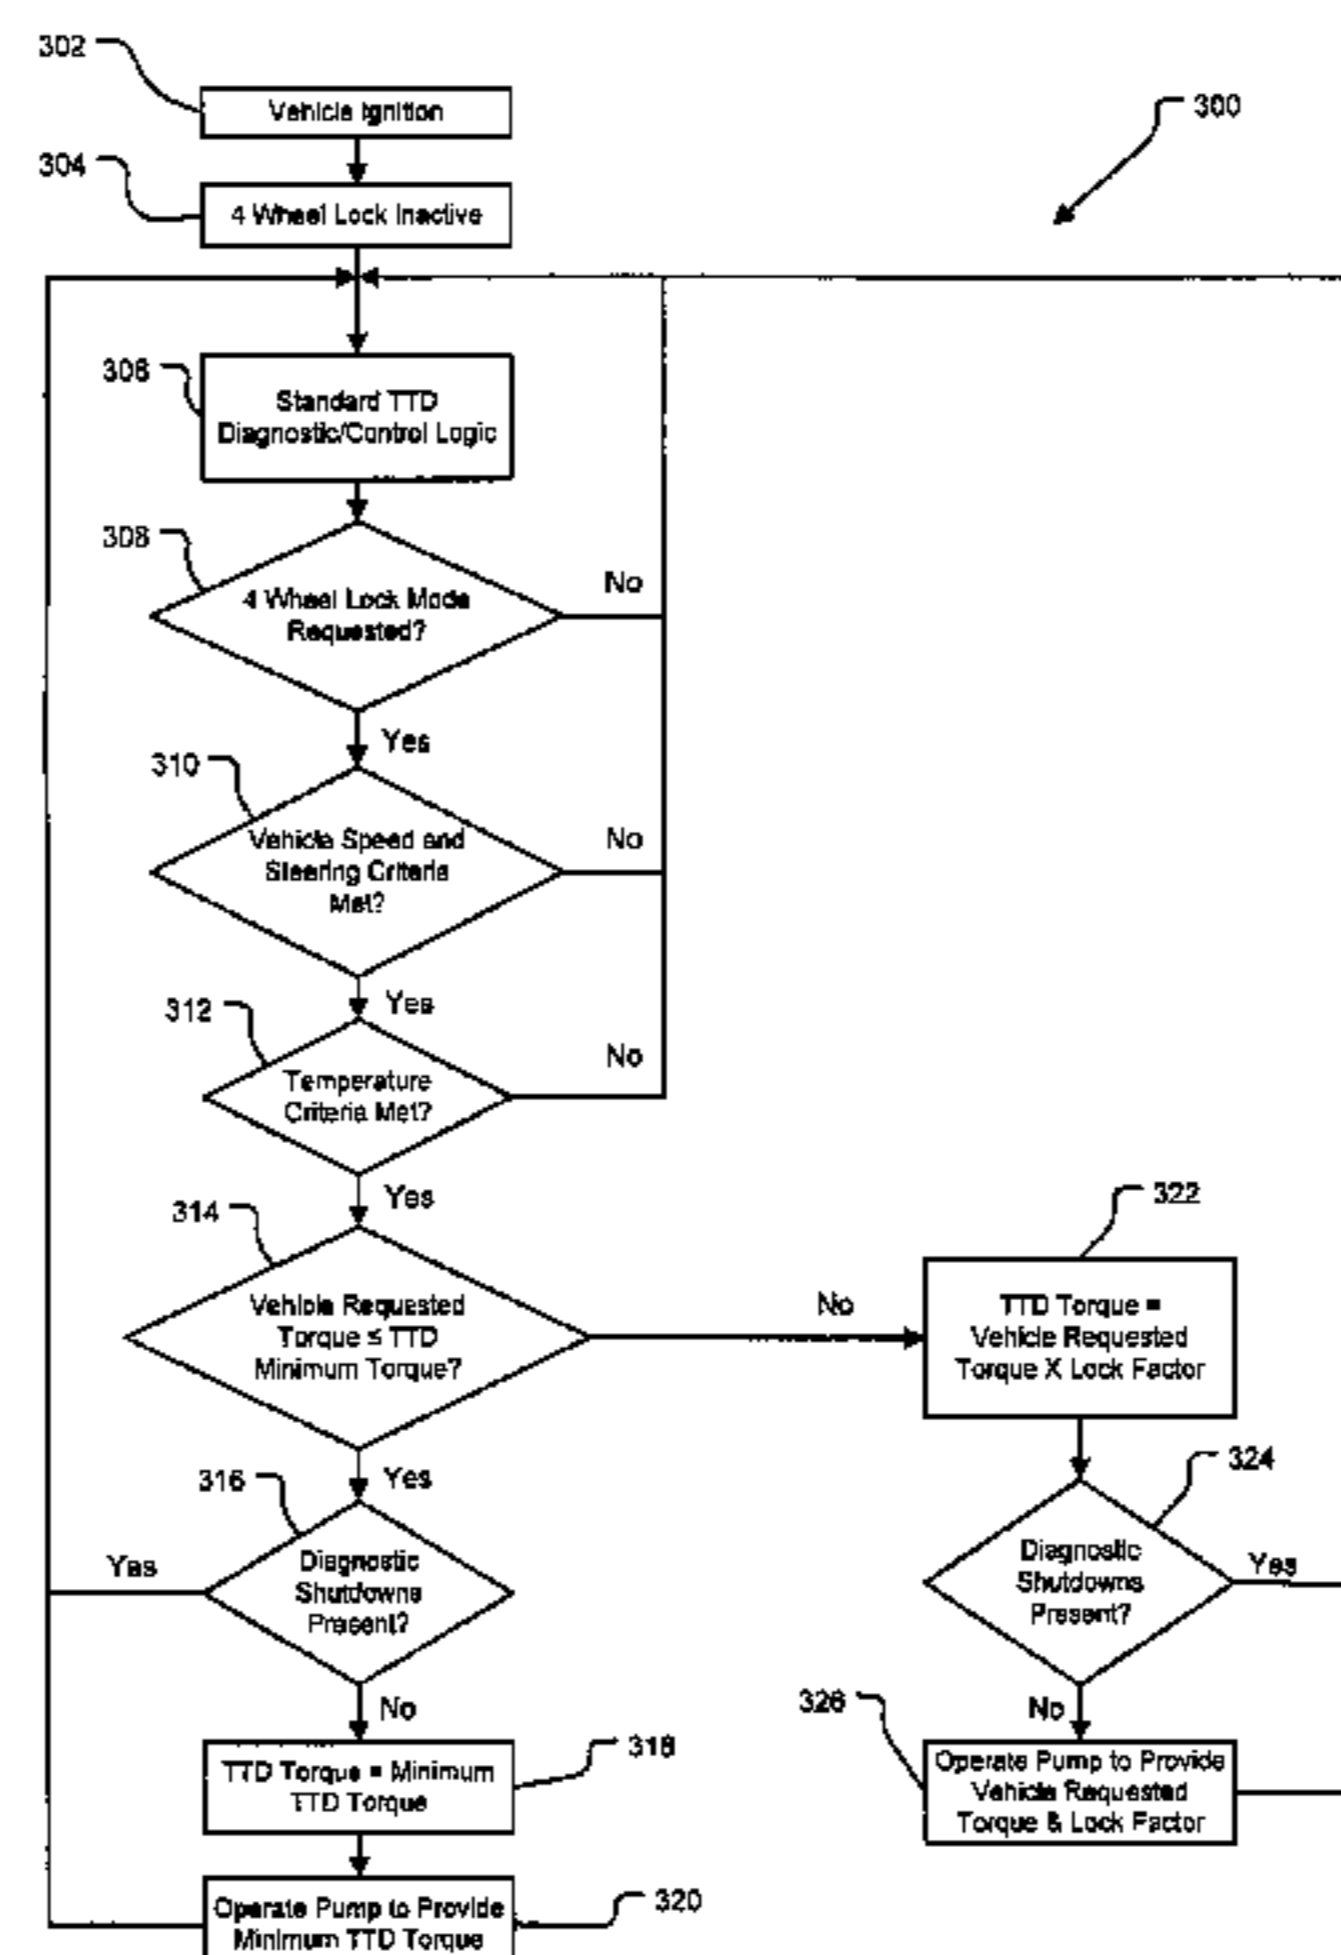 302
Vehicle Ignition
300
304
4 Wheel Lock Inactive
306
Standard TTD
Diagnostic/Control Logic
308
4 Wheel Lock Mode
Requested?
No
Yes
310
Vehicle Speed and
Steering Criteria
Met?
No
Yes
312
Temperature
Criteria Met?
No
Yes
314
Vehicle Requested
Torque ≤ TTD
Minimum Torque?
No
322
TTD Torque =
Vehicle Requested
Torque X Lock Factor
Yes
316
Diagnostic
Shutdowns
Present?
Yes
324
Diagnostic
Shutdowns
Present?
Yes
No
318
TTD Torque = Minimum
TTD Torque
No
326
Operate Pump to Provide
Vehicle Requested
Torque & Lock Factor
320
Operate Pump to Provide
Minimum TTD Torque